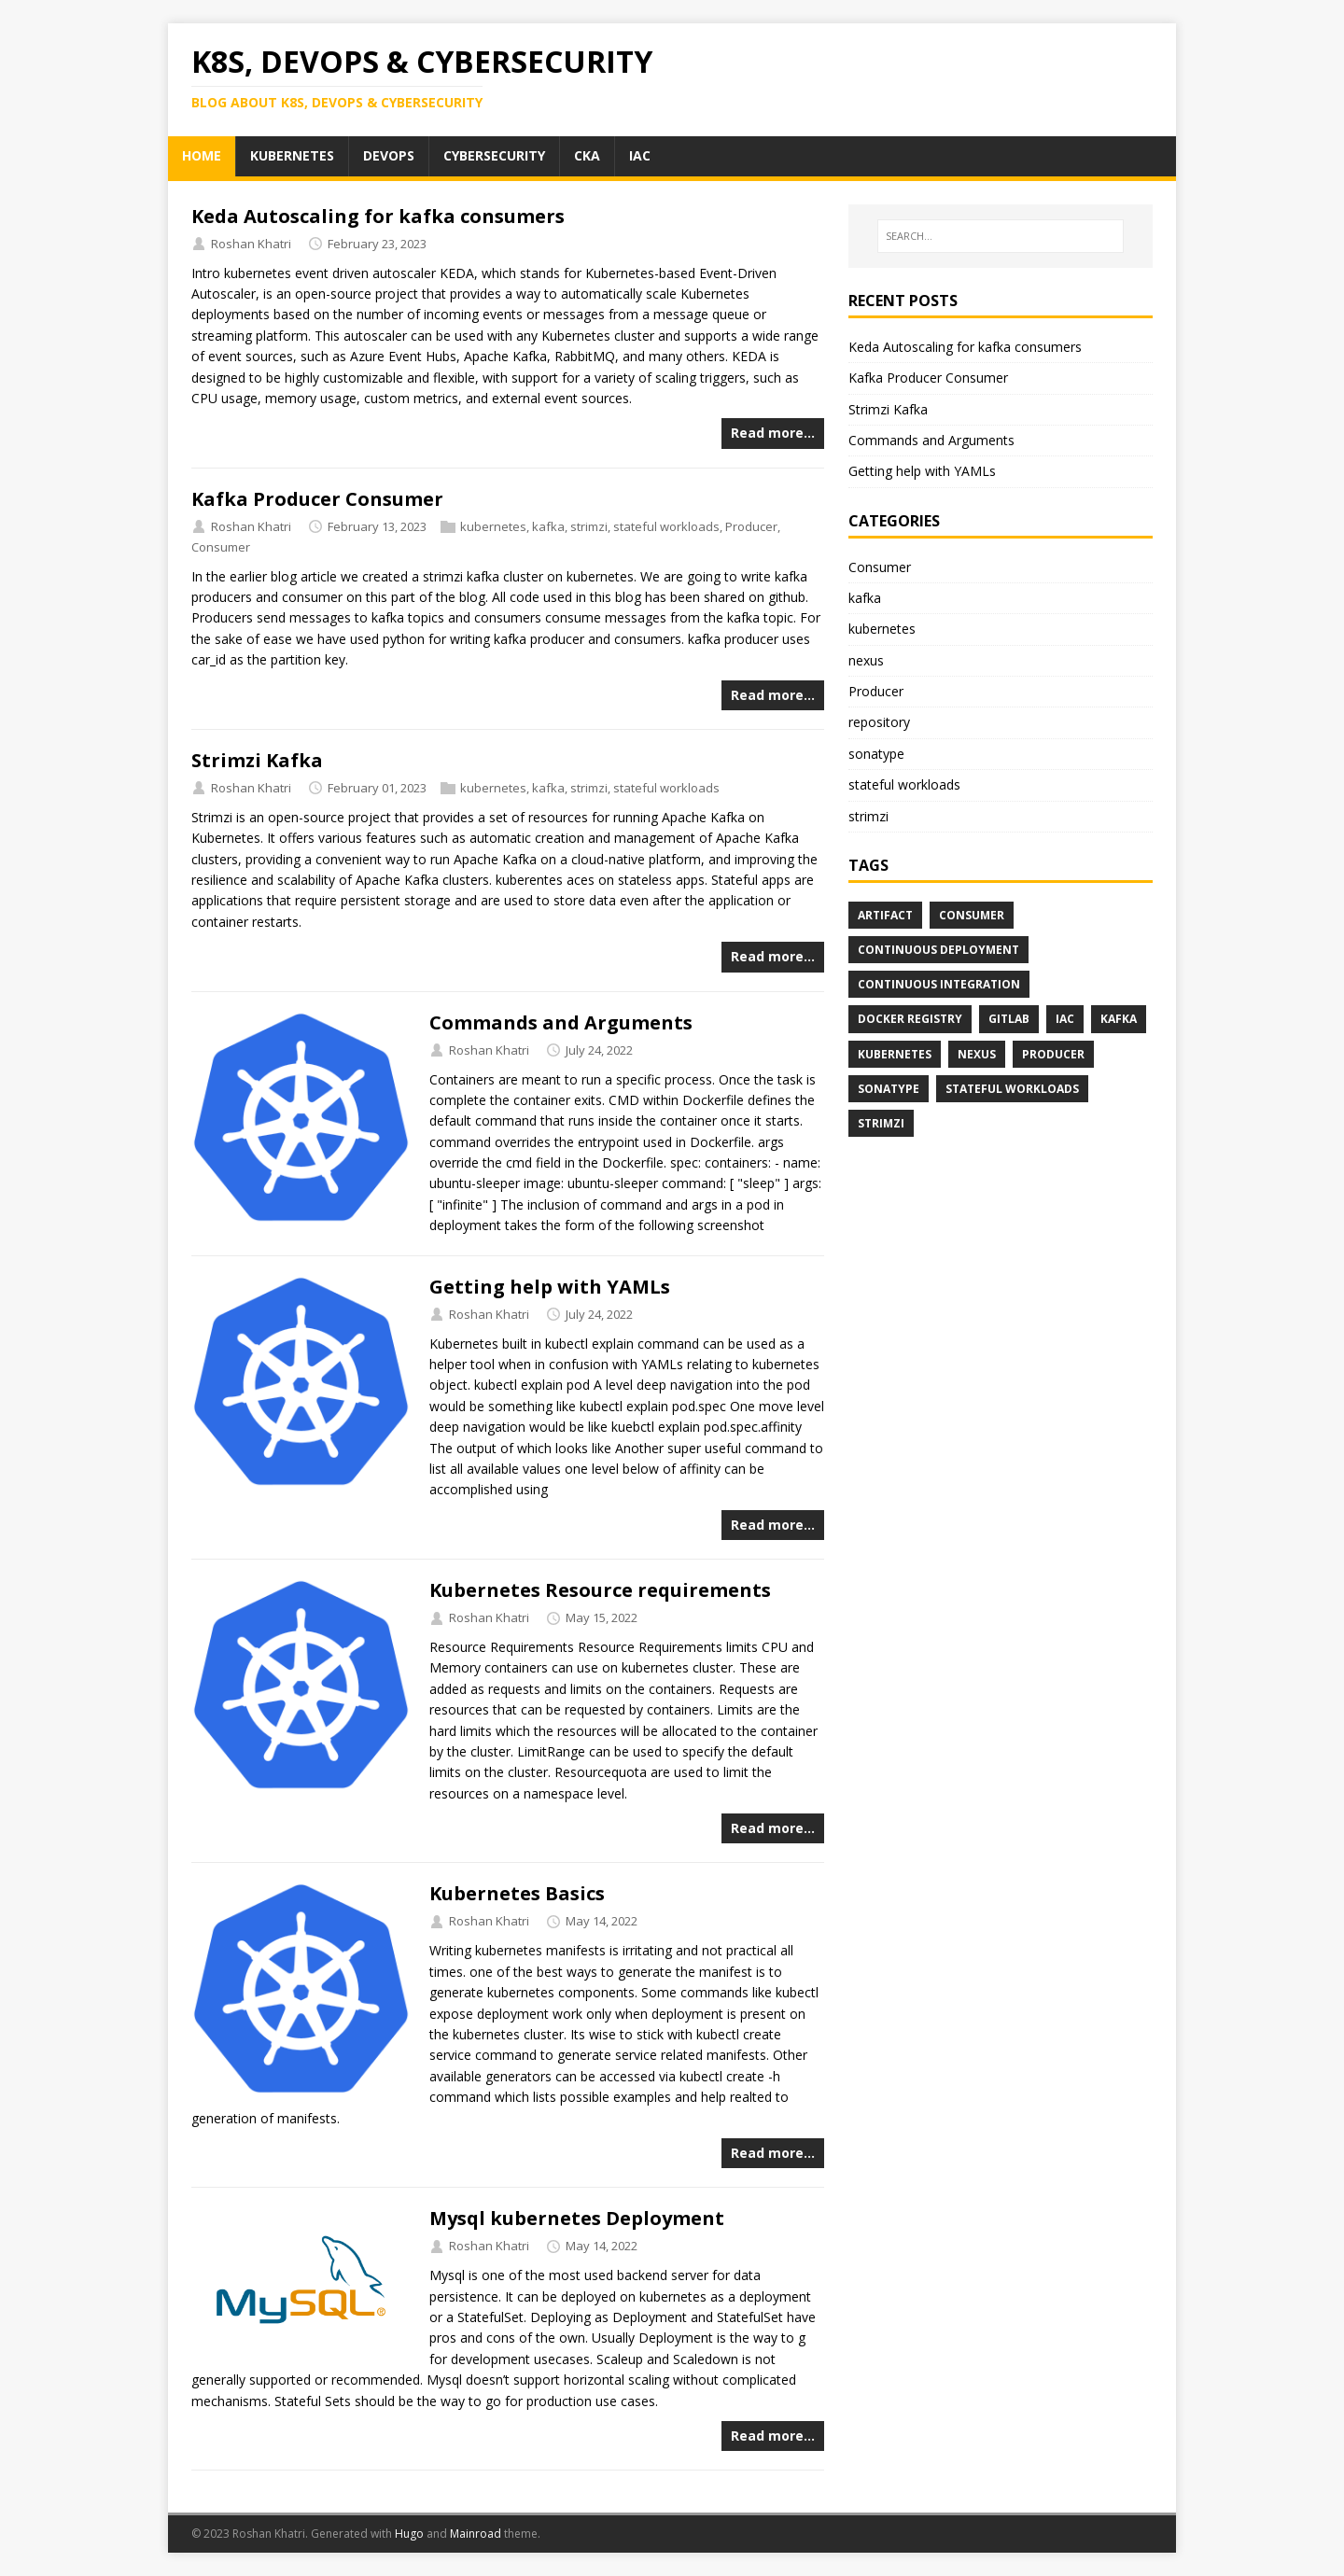 K8S, DEVOPS & CYBERSECURITY
BLOG ABOUT K8S, DEVOPS & CYBERSECURITY
HOME KUBERNETES DEVOPS CYBERSECURITY CKA IAC
Keda Autoscaling for kafka consumers
Roshan Khatri February 23, 2023
Intro kubernetes event driven autoscaler KEDA, which stands for Kubernetes-based Event-Driven
Autoscaler, is an open-source project that provides a way to automatically scale Kubernetes
deployments based on the number of incoming events or messages from a message queue or
streaming platform. This autoscaler can be used with any Kubernetes cluster and supports a wide range
of event sources, such as Azure Event Hubs, Apache Kafka, RabbitMQ, and many others. KEDA is
designed to be highly customizable and flexible, with support for a variety of scaling triggers, such as
CPU usage, memory usage, custom metrics, and external event sources.
Read more…
Kafka Producer Consumer
Roshan Khatri February 13, 2023 kubernetes, kafka, strimzi, stateful workloads, Producer,
Consumer
In the earlier blog article we created a strimzi kafka cluster on kubernetes. We are going to write kafka
producers and consumer on this part of the blog. All code used in this blog has been shared on github.
Producers send messages to kafka topics and consumers consume messages from the kafka topic. For
the sake of ease we have used python for writing kafka producer and consumers. kafka producer uses
car_id as the partition key.
Read more…
Strimzi Kafka
Roshan Khatri February 01, 2023 kubernetes, kafka, strimzi, stateful workloads
Strimzi is an open-source project that provides a set of resources for running Apache Kafka on
Kubernetes. It offers various features such as automatic creation and management of Apache Kafka
clusters, providing a convenient way to run Apache Kafka on a cloud-native platform, and improving the
resilience and scalability of Apache Kafka clusters. kuberentes aces on stateless apps. Stateful apps are
applications that require persistent storage and are used to store data even after the application or
container restarts.
Read more…
Commands and Arguments
Roshan Khatri July 24, 2022
Containers are meant to run a specific process. Once the task is
complete the container exits. CMD within Dockerfile defines the
default command that runs inside the container once it starts.
command overrides the entrypoint used in Dockerfile. args
override the cmd field in the Dockerfile. spec: containers: - name:
ubuntu-sleeper image: ubuntu-sleeper command: [ "sleep" ] args:
[ "infinite" ] The inclusion of command and args in a pod in
deployment takes the form of the following screenshot
Getting help with YAMLs
Roshan Khatri July 24, 2022
Kubernetes built in kubectl explain command can be used as a
helper tool when in confusion with YAMLs relating to kubernetes
object. kubectl explain pod A level deep navigation into the pod
would be something like kubectl explain pod.spec One move level
deep navigation would be like kuebctl explain pod.spec.affinity
The output of which looks like Another super useful command to
list all available values one level below of affinity can be
accomplished using
Read more…
Kubernetes Resource requirements
Roshan Khatri May 15, 2022
Resource Requirements Resource Requirements limits CPU and
Memory containers can use on kubernetes cluster. These are
added as requests and limits on the containers. Requests are
resources that can be requested by containers. Limits are the
hard limits which the resources will be allocated to the container
by the cluster. LimitRange can be used to specify the default
limits on the cluster. Resourcequota are used to limit the
resources on a namespace level.
Read more…
Kubernetes Basics
Roshan Khatri May 14, 2022
Writing kubernetes manifests is irritating and not practical all
times. one of the best ways to generate the manifest is to
generate kubernetes components. Some commands like kubectl
expose deployment work only when deployment is present on
the kubernetes cluster. Its wise to stick with kubectl create
service command to generate service related manifests. Other
available generators can be accessed via kubectl create -h
command which lists possible examples and help realted to
generation of manifests.
Read more…
MySQL®
Mysql kubernetes Deployment
Roshan Khatri May 14, 2022
Mysql is one of the most used backend server for data
persistence. It can be deployed on kubernetes as a deployment
or a StatefulSet. Deploying as Deployment and StatefulSet have
pros and cons of the own. Usually Deployment is the way to g
for development usecases. Scaleup and Scaledown is not
generally supported or recommended. Mysql doesn’t support horizontal scaling without complicated
mechanisms. Stateful Sets should be the way to go for production use cases.
Read more…
SEARCH…
RECENT POSTS
Keda Autoscaling for kafka consumers
Kafka Producer Consumer
Strimzi Kafka
Commands and Arguments
Getting help with YAMLs
CATEGORIES
Consumer
kafka
kubernetes
nexus
Producer
repository
sonatype
stateful workloads
strimzi
TAGS
ARTIFACT CONSUMER
CONTINUOUS DEPLOYMENT
CONTINUOUS INTEGRATION
DOCKER REGISTRY GITLAB IAC KAFKA
KUBERNETES NEXUS PRODUCER
SONATYPE STATEFUL WORKLOADS
STRIMZI
© 2023 Roshan Khatri. Generated with Hugo and Mainroad theme.